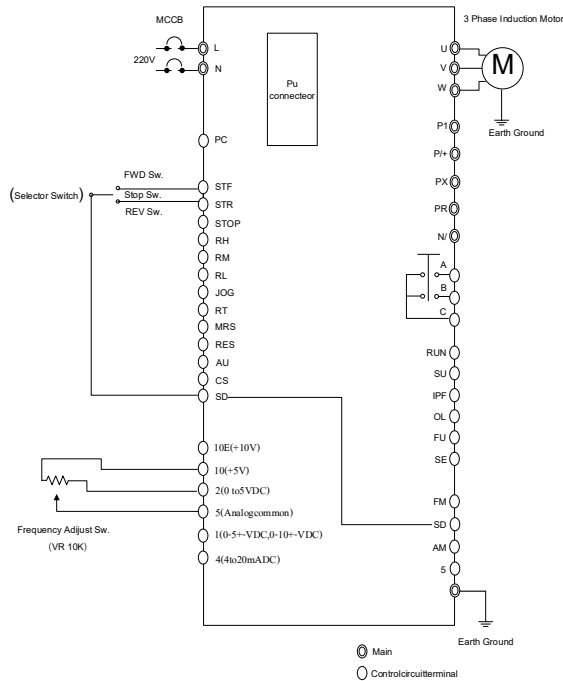 MCCB
3 Phase Induction Motor
L
220V
N
Pu
connecteor
U
V
W
M
Earth Ground
P1
P/+
PX
PR
N/
PC
FWD Sw.
(Selector Switch)
Stop Sw.
REV Sw.
STF
STR
STOP
RH
RM
RL
JOG
RT
MRS
RES
AU
CS
SD
A
B
C
RUN
SU
IPF
OL
FU
SE
10E(+10V)
10(+5V)
2(0 to5VDC)
5(Analogcommon)
1(0-5+-VDC,0-10+-VDC)
4(4to20mADC)
Frequency Adjust Sw.
(VR 10K)
FM
SD
AM
5
Earth Ground
Main
Controlcircuitterminal